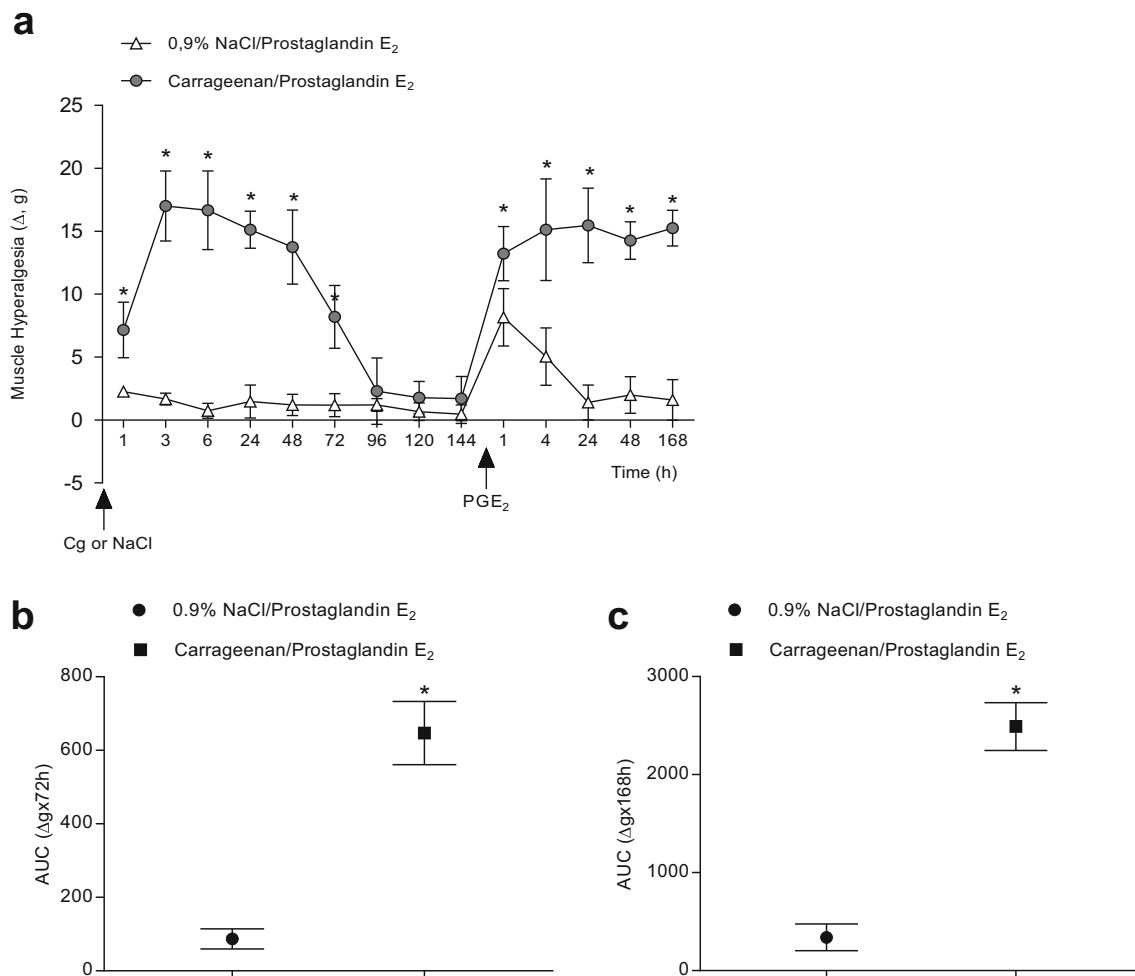 a
0,9% NaCl/Prostaglandin E₂
Carrageenan/Prostaglandin E₂
Muscle Hyperalgesia (Δ, g)
25
20
15
10
5
0
-5
* * * * * * * * * * *
1 3 6 24 48 72 96 120 144 1 4 24 48 168
Time (h)
PGE₂
Cg or NaCl
b
0.9% NaCl/Prostaglandin E₂
Carrageenan/Prostaglandin E₂
AUC (Δgx72h)
800
600
400
200
0
*
c
0.9% NaCl/Prostaglandin E₂
Carrageenan/Prostaglandin E₂
AUC (Δgx168h)
3000
2000
1000
0
*